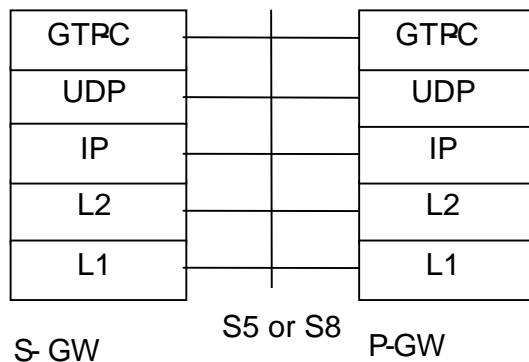 GTP-C GTP-C
UDP UDP
IP IP
L2 L2
L1 L1
S- GW S5 or S8 P-GW